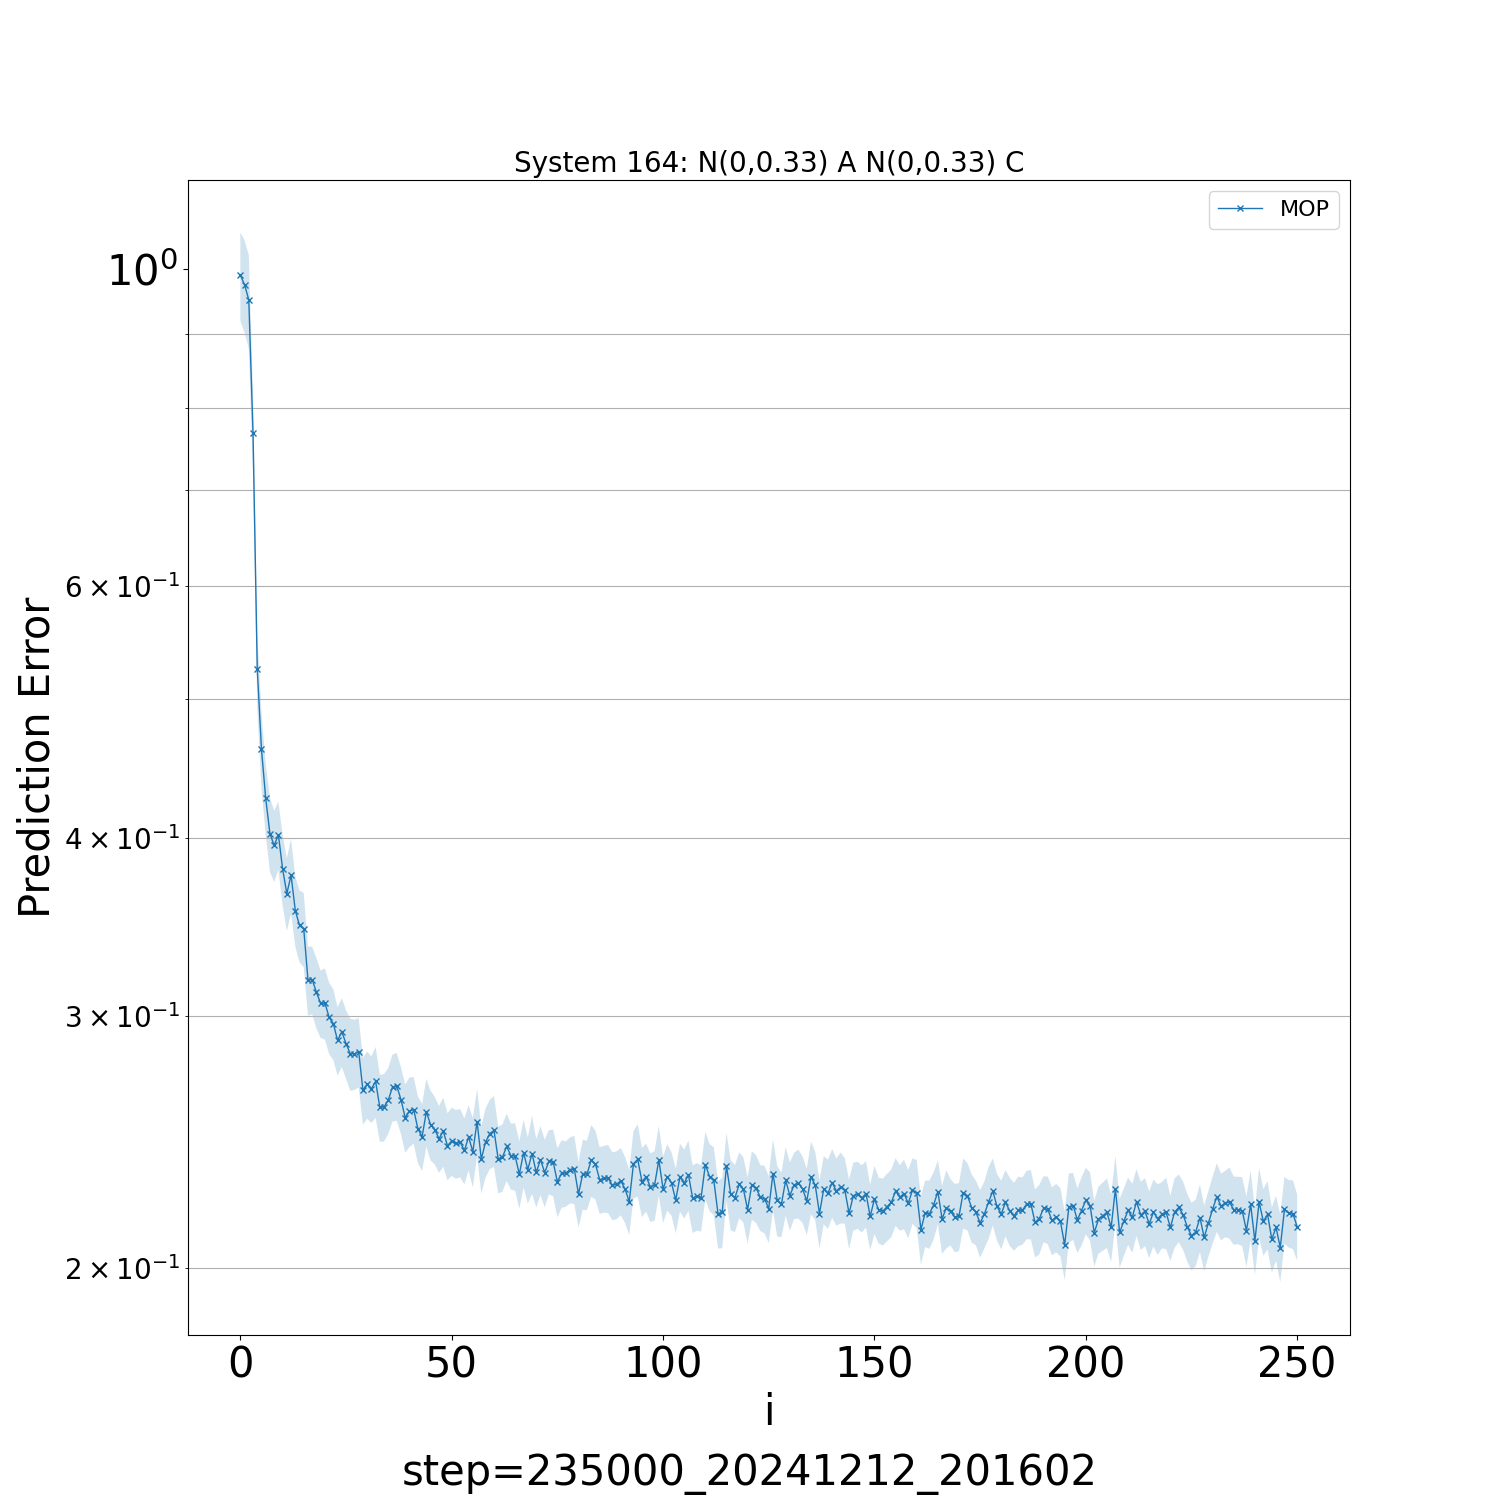 System 164: N(0,0.33) A N(0,0.33) C
MOP
10⁰
6 × 10⁻¹
4 × 10⁻¹
3 × 10⁻¹
2 × 10⁻¹
Prediction Error
0 50 100 150 200 250
i
step=235000_20241212_201602